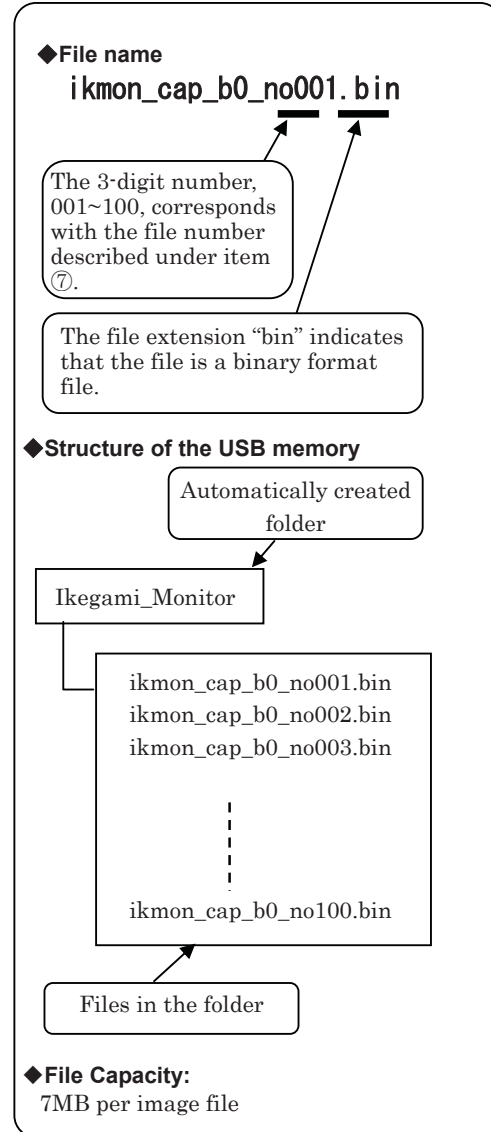 ◆File name
ikmon_cap_b0_no001.bin
The 3-digit number,
001~100, corresponds
with the file number
described under item
⑦.
The file extension “bin” indicates
that the file is a binary format
file.
◆Structure of the USB memory
Automatically created
folder
Ikegami_Monitor
ikmon_cap_b0_no001.bin
ikmon_cap_b0_no002.bin
ikmon_cap_b0_no003.bin
ikmon_cap_b0_no100.bin
Files in the folder
◆File Capacity:
7MB per image file